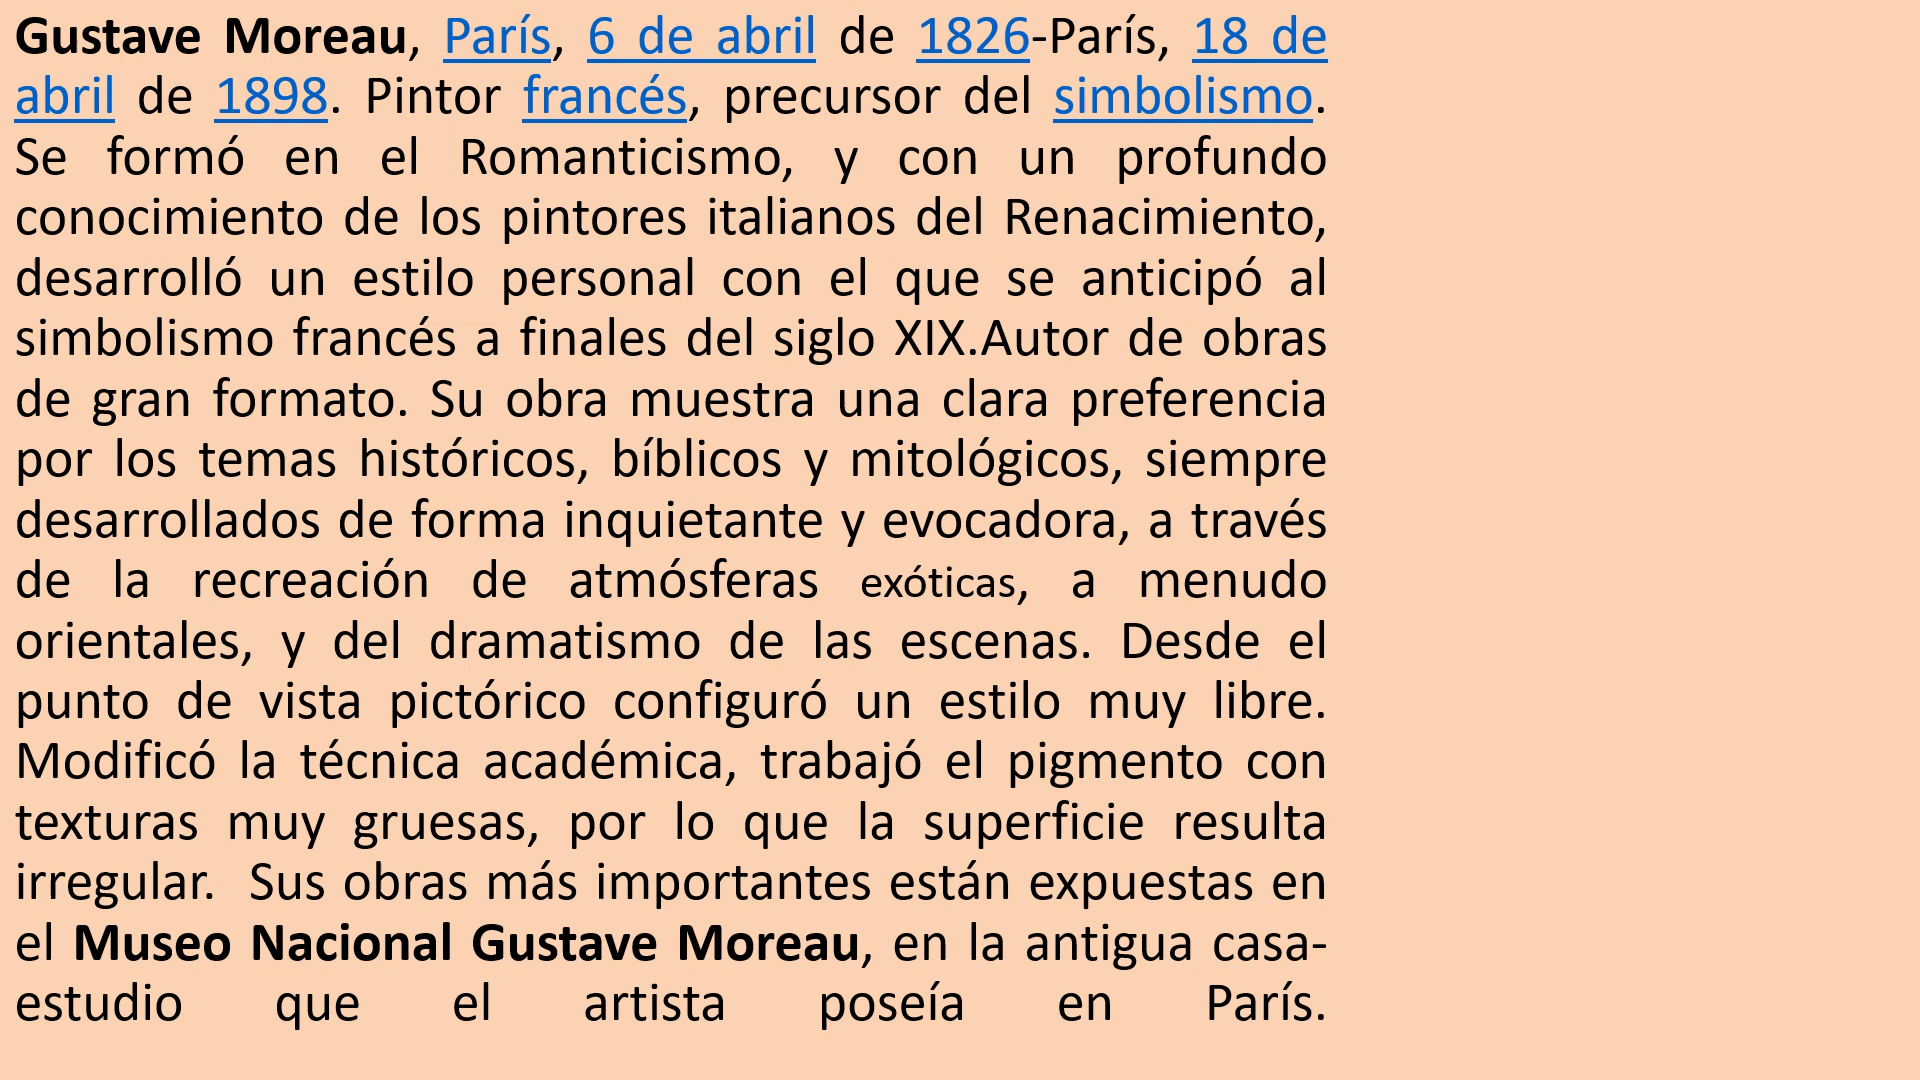 Gustave Moreau, París, 6 de abril de 1826-París, 18 de
abril de 1898. Pintor francés, precursor del simbolismo.
Se formó en el Romanticismo, y con un profundo
conocimiento de los pintores italianos del Renacimiento,
desarrolló un estilo personal con el que se anticipó al
simbolismo francés a finales del siglo XIX.Autor de obras
de gran formato. Su obra muestra una clara preferencia
por los temas históricos, bíblicos y mitológicos, siempre
desarrollados de forma inquietante y evocadora, a través
de la recreación de atmósferas exóticas, a menudo
orientales, y del dramatismo de las escenas. Desde el
punto de vista pictórico configuró un estilo muy libre.
Modificó la técnica académica, trabajó el pigmento con
texturas muy gruesas, por lo que la superficie resulta
irregular.  Sus obras más importantes están expuestas en
el Museo Nacional Gustave Moreau, en la antigua casa-
estudio que el artista poseía en París.